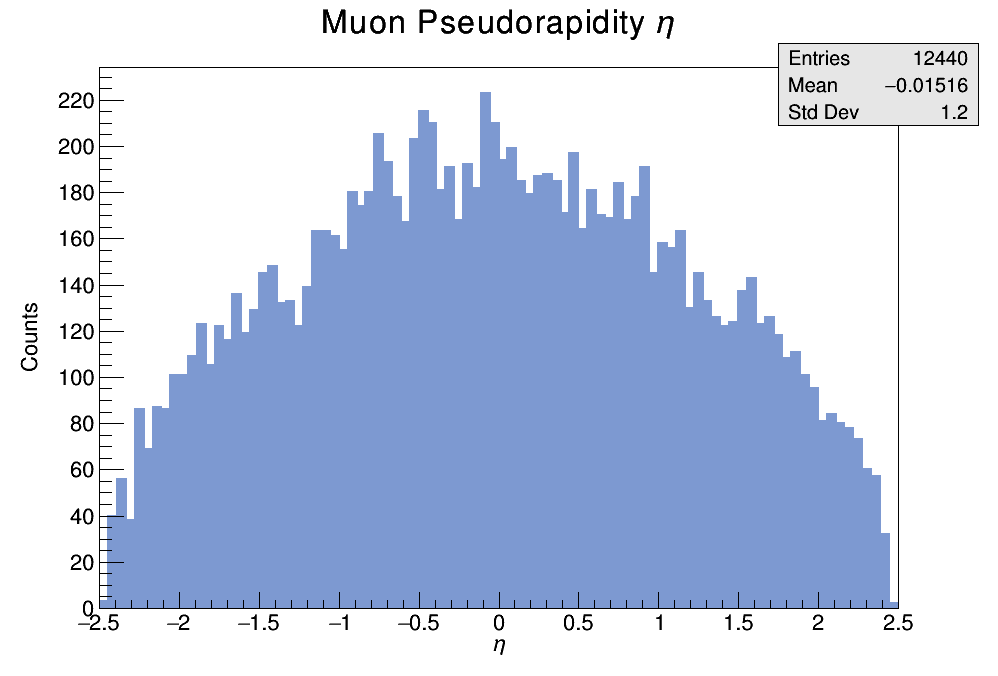 Muon Pseudorapidity η
Entries 12440
Mean −0.01516
Std Dev 1.2
Counts
220
200
180
160
140
120
100
80
60
40
20
0
−2.5 −2 −1.5 −1 −0.5 0 0.5 1 1.5 2 2.5
η